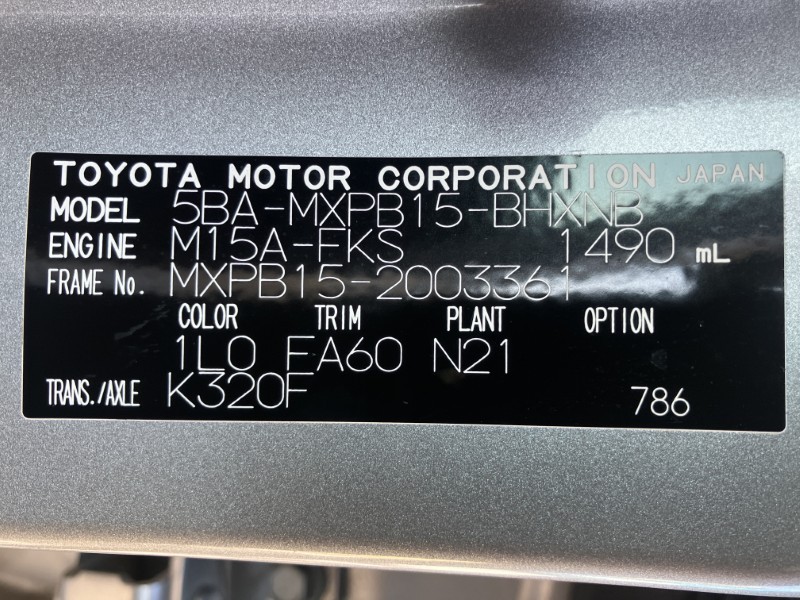 TOYOTA MOTOR CORPORATION JAPAN
MODEL 5BA-MXPB15-BHXNB
ENGINE M15A-FKS 1490 mL
FRAME No. MXPB15-2003361
COLOR TRIM PLANT OPTION
1L0 FA60 N21
TRANS./AXLE K320F 786